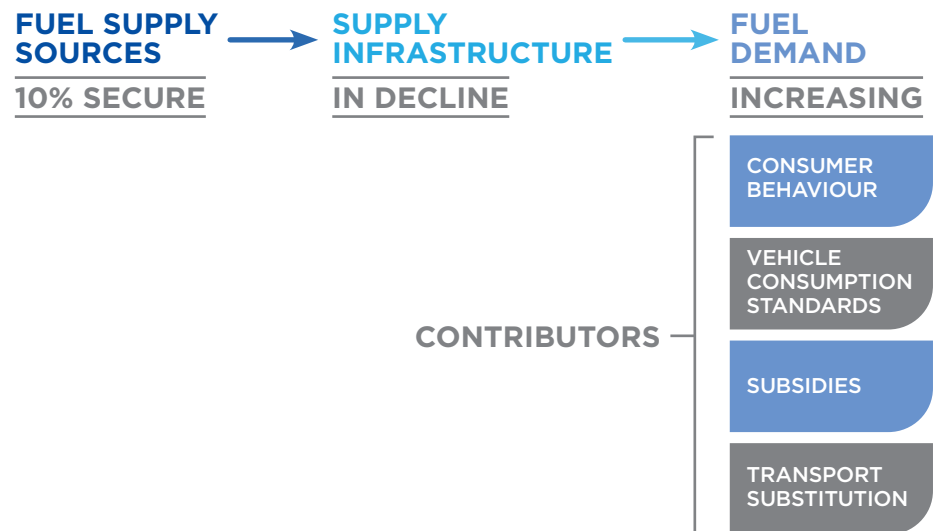 FUEL SUPPLY
SOURCES
10% SECURE
SUPPLY
INFRASTRUCTURE
IN DECLINE
FUEL
DEMAND
INCREASING
CONTRIBUTORS
CONSUMER
BEHAVIOUR
VEHICLE
CONSUMPTION
STANDARDS
SUBSIDIES
TRANSPORT
SUBSTITUTION